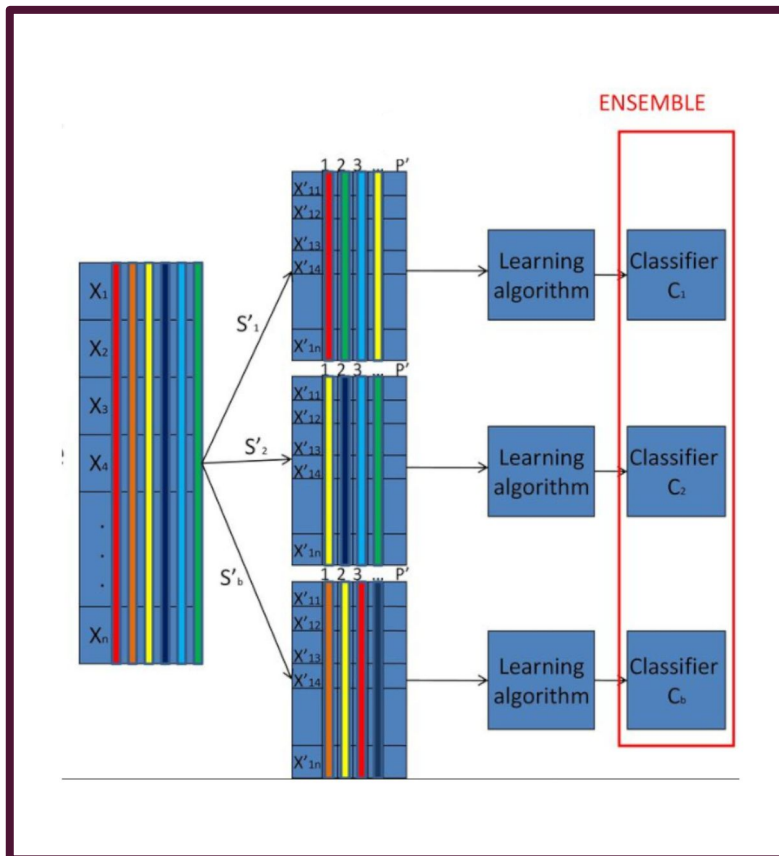 ENSEMBLE
1 2 3 ... P'
X'11
X'12
X'13
X'14
X'1n
Learning
algorithm
Classifier
C1
X1
X2
X3
X4
.
.
.
Xn
S'1
S'2
S'b
1 2 3 ... P'
X'11
X'12
X'13
X'14
X'1n
Learning
algorithm
Classifier
C2
1 2 3 ... P'
X'11
X'12
X'13
X'14
X'1n
Learning
algorithm
Classifier
Cb